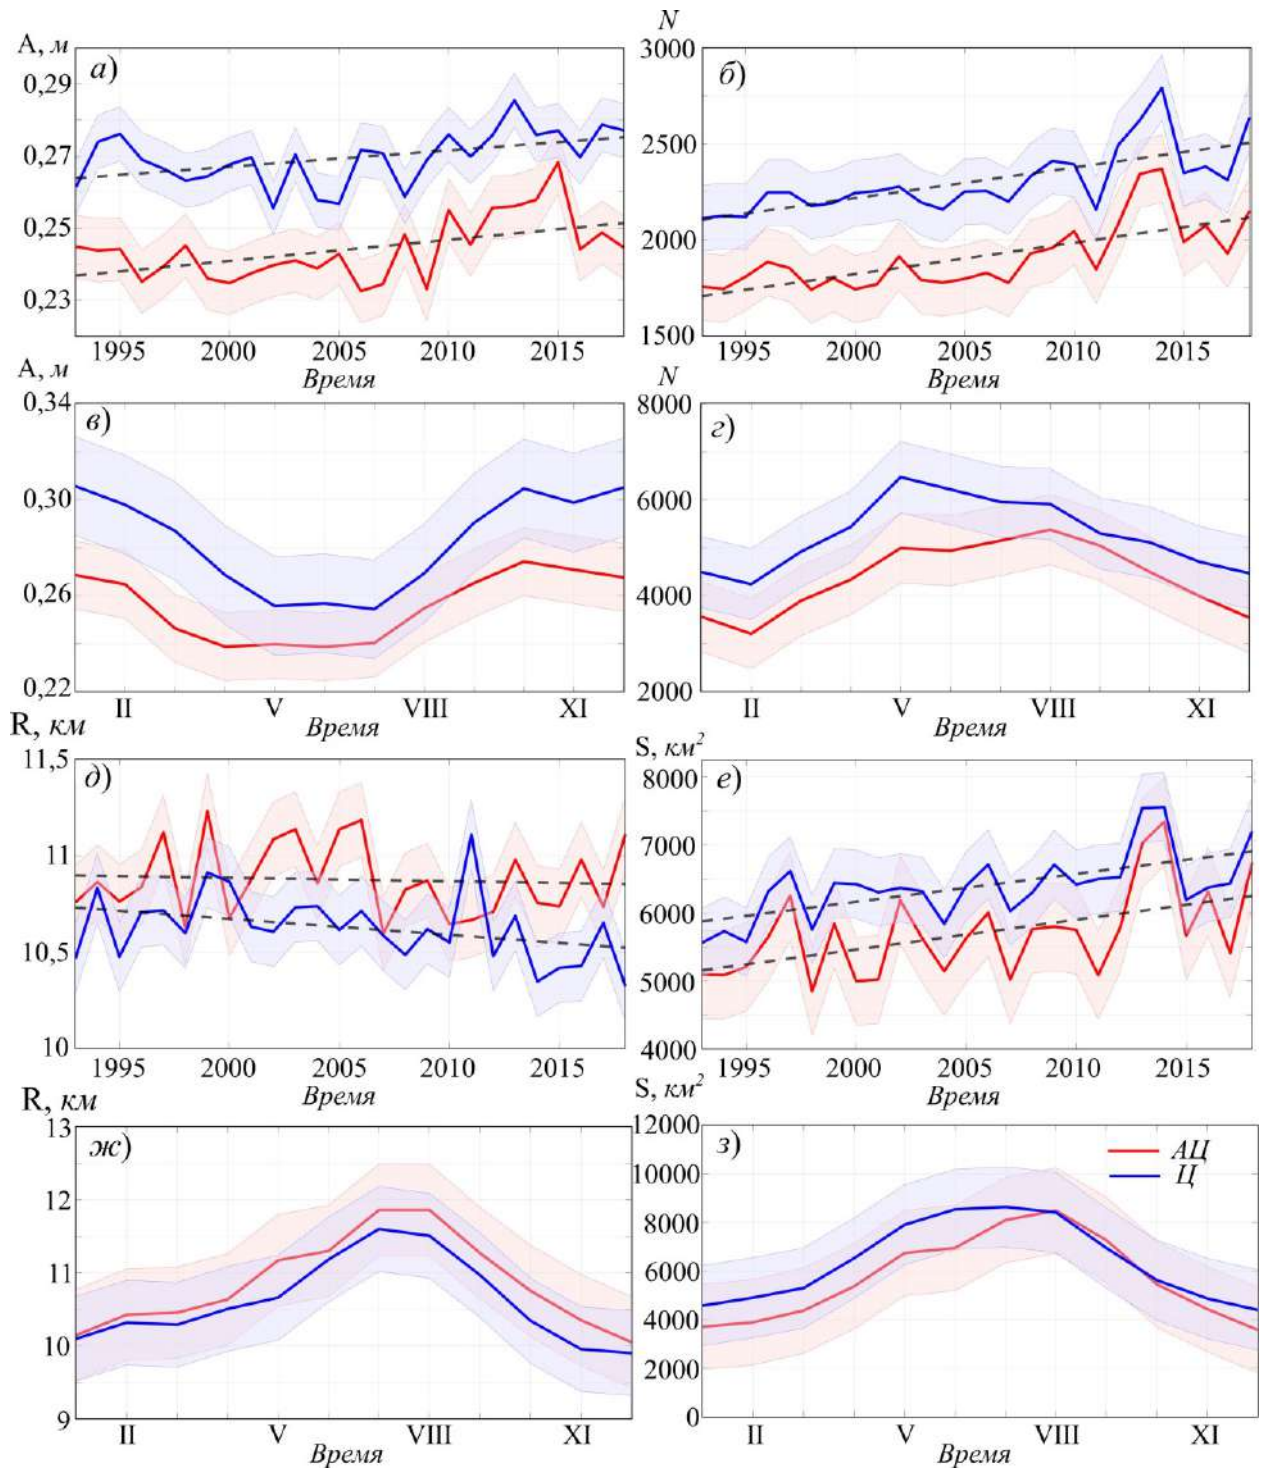 А, м
а)
0,29
0,27
0,25
0,23
1995 2000 2005 2010 2015
Время
N
б)
3000
2500
2000
1500
1995 2000 2005 2010 2015
Время
А, м
в)
0,34
0,30
0,26
0,22
II V VIII XI
Время
N
г)
8000
6000
4000
2000
II V VIII XI
Время
R, км
д)
11,5
11
10,5
10
1995 2000 2005 2010 2015
Время
S, км²
е)
8000
7000
6000
5000
4000
1995 2000 2005 2010 2015
Время
R, км
ж)
13
12
11
10
9
II V VIII XI
Время
S, км²
з)
12000
10000
8000
6000
4000
2000
0
АЦ
Ц
II V VIII XI
Время